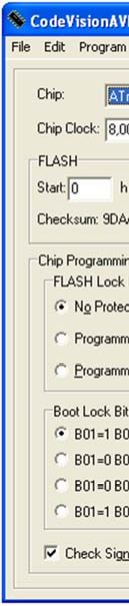 CodeVisionAV
File Edit Program
Chip: AT
Chip Clock: 8,0
FLASH
Start: 0 h
Checksum: 9DA
Chip Programmin
FLASH Lock
No Protec
Programm
Programm
Boot Lock Bit
B01=1 B0
B01=0 B0
B01=0 B0
B01=1 B0
Check Sign